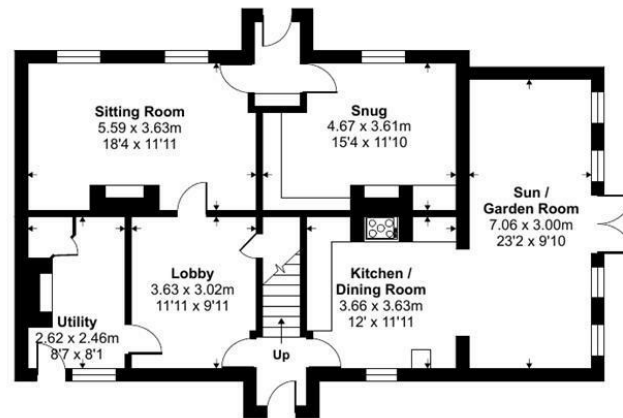 Sitting Room
5.59 x 3.63m
18'4 x 11'11
Snug
4.67 x 3.61m
15'4 x 11'10
Sun /
Garden Room
7.06 x 3.00m
23'2 x 9'10
Lobby
3.63 x 3.02m
11'11 x 9'11
Kitchen /
Dining Room
3.66 x 3.63m
12' x 11'11
Utility
2.62 x 2.46m
8'7 x 8'1
Up